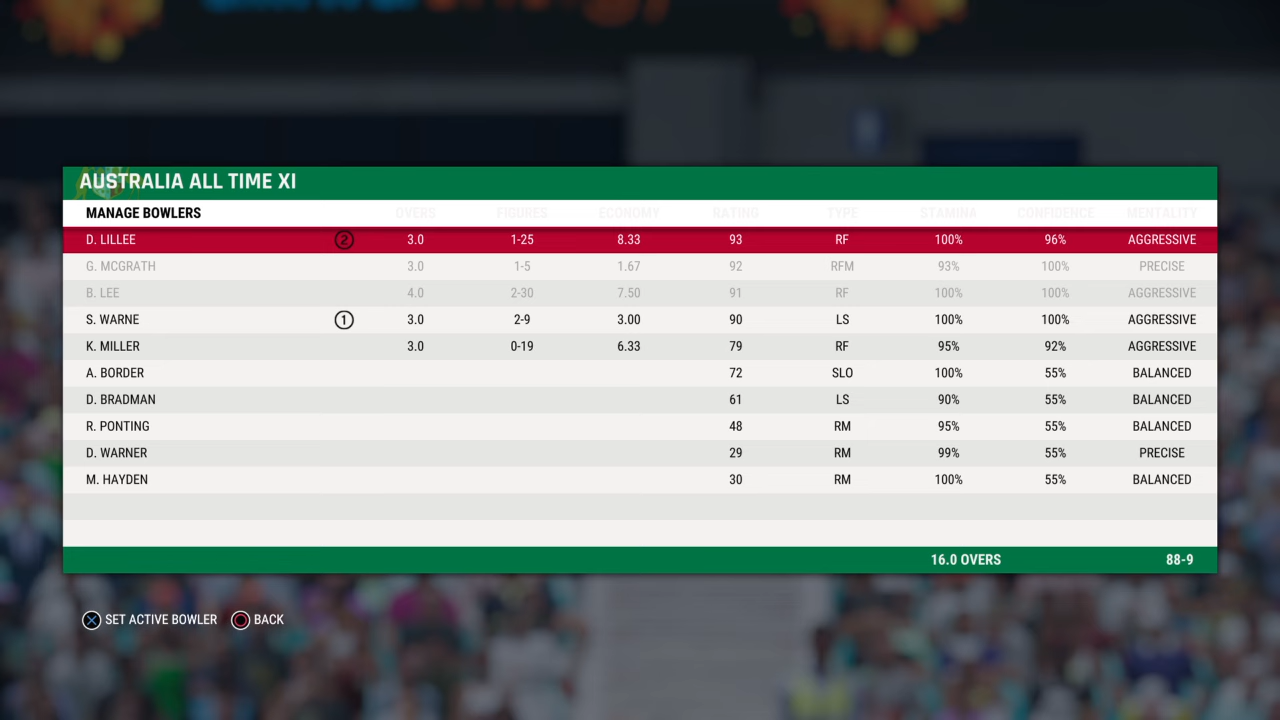 AUSTRALIA ALL TIME XI
MANAGE BOWLERS OVERS FIGURES ECONOMY RATING TYPE STAMINA CONFIDENCE MENTALITY
D. LILLEE 2 3.0 1-25 8.33 93 RF 100% 96% AGGRESSIVE
G. MCGRATH 3.0 1-5 1.67 92 RFM 93% 100% PRECISE
B. LEE 4.0 2-30 7.50 91 RF 100% 100% AGGRESSIVE
S. WARNE 1 3.0 2-9 3.00 90 LS 100% 100% AGGRESSIVE
K. MILLER 3.0 0-19 6.33 79 RF 95% 92% AGGRESSIVE
A. BORDER 72 SLO 100% 55% BALANCED
D. BRADMAN 61 LS 90% 55% BALANCED
R. PONTING 48 RM 95% 55% BALANCED
D. WARNER 29 RM 99% 55% PRECISE
M. HAYDEN 30 RM 100% 55% BALANCED
16.0 OVERS 88-9
SET ACTIVE BOWLER BACK